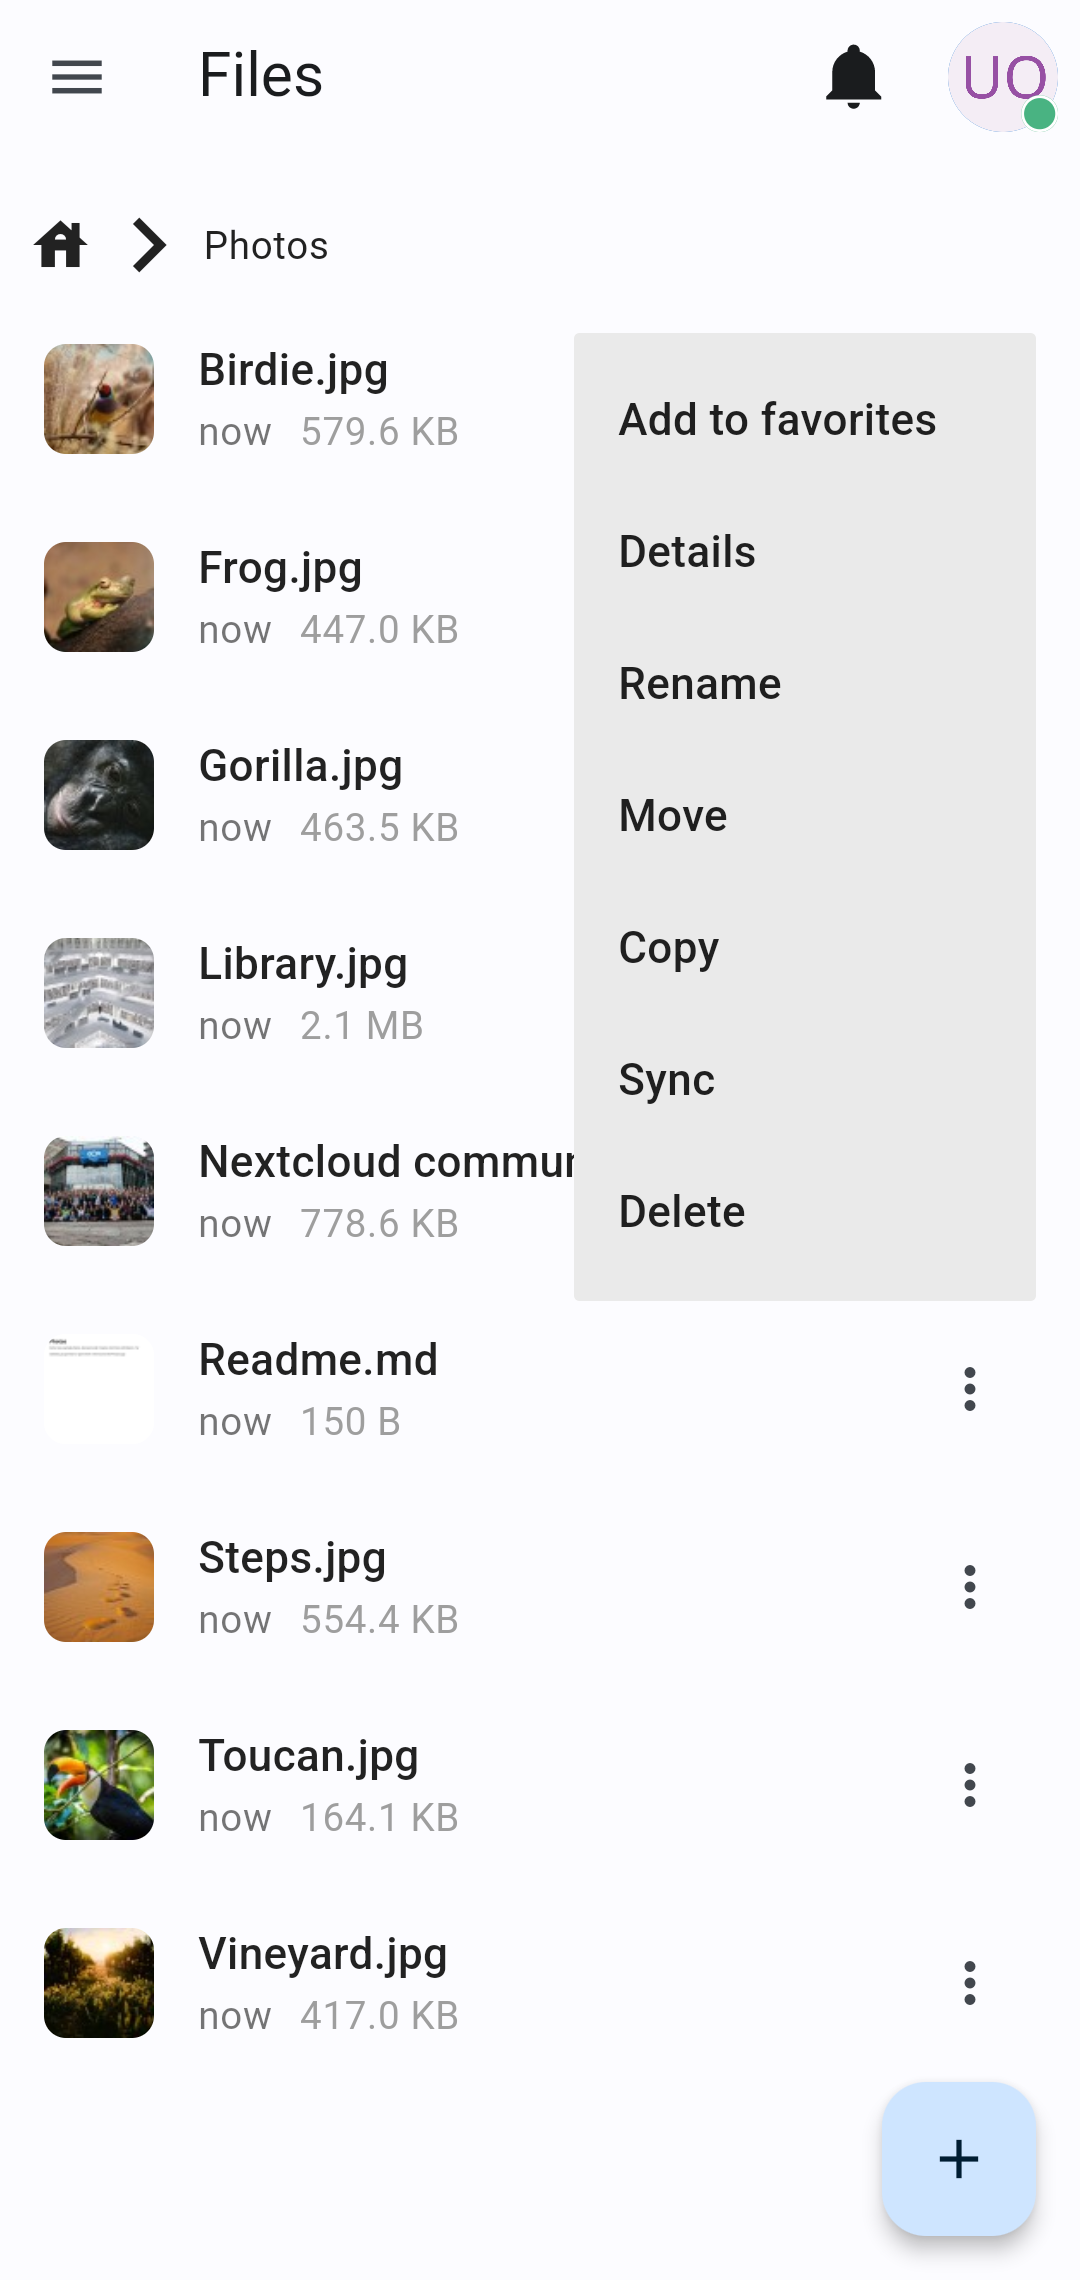 Files
UO
Photos
Birdie.jpg
now 579.6 KB
Frog.jpg
now 447.0 KB
Gorilla.jpg
now 463.5 KB
Library.jpg
now 2.1 MB
Nextcloud
now 778.6 KB
Readme.md
now 150 B
Steps.jpg
now 554.4 KB
Toucan.jpg
now 164.1 KB
Vineyard.jpg
now 417.0 KB
Add to favorites
Details
Rename
Move
Copy
Sync
Delete